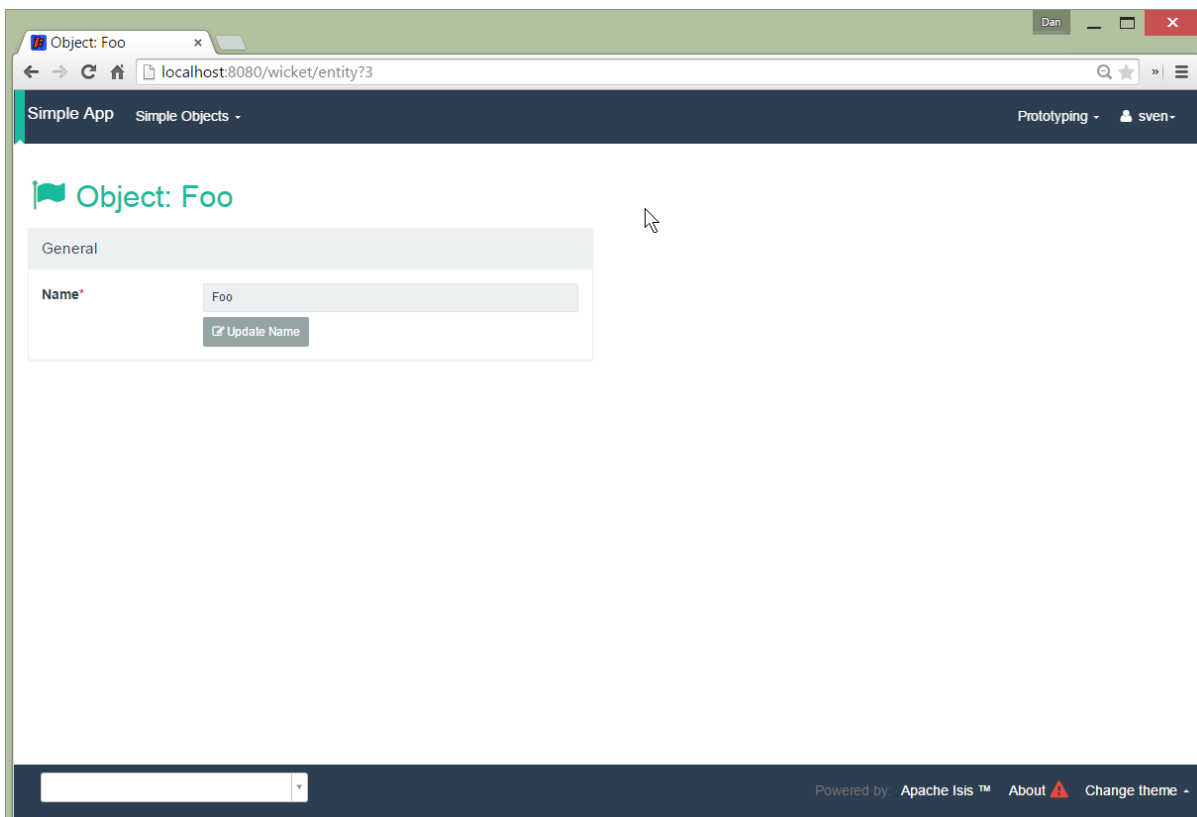 Dan
Object: Foo
localhost:8080/wicket/entity?3
Simple App Simple Objects Prototyping sven
Object: Foo
General
Name* Foo
Update Name
Powered by: Apache Isis ™ About Change theme